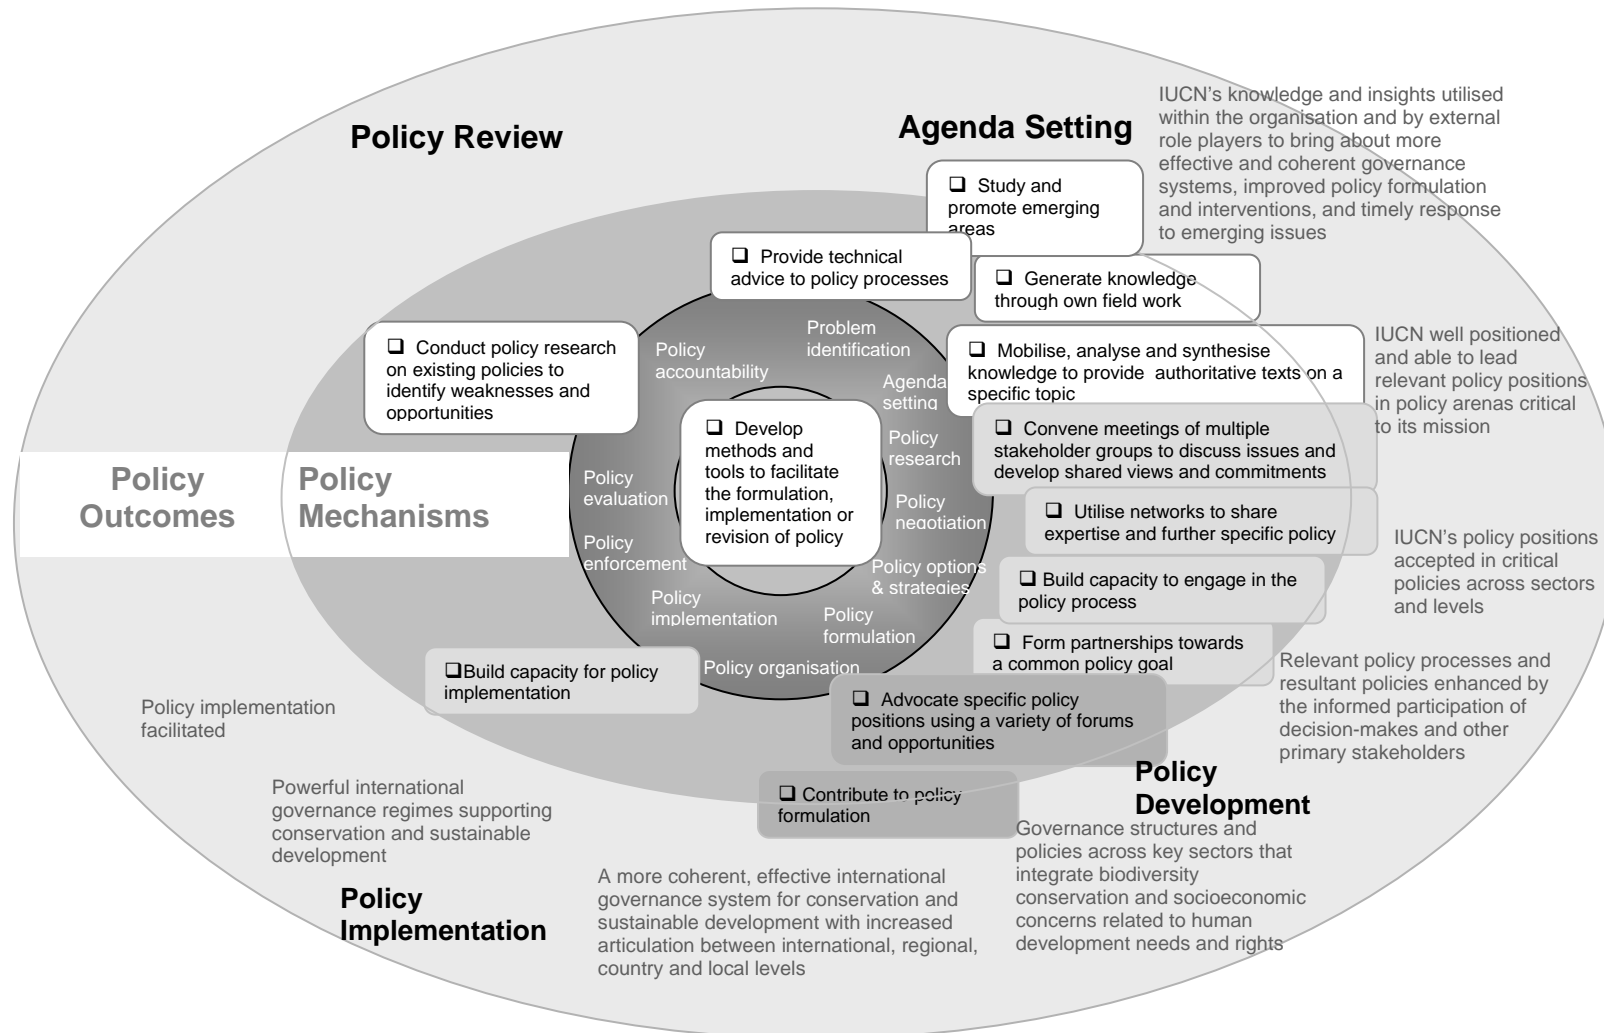 Policy Review
Agenda Setting
IUCN’s knowledge and insights utilised
within the organisation and by external
role players to bring about more
effective and coherent governance
systems, improved policy formulation
and interventions, and timely response
to emerging issues
❑ Study and
promote emerging
areas
❑ Provide technical
advice to policy processes
❑ Generate knowledge
through own field work
❑ Conduct policy research
on existing policies to
identify weaknesses and
opportunities
❑ Mobilise, analyse and synthesise
knowledge to provide authoritative texts on a
specific topic
IUCN well positioned
and able to lead
relevant policy positions
in policy arenas critical
to its mission
❑ Convene meetings of multiple
stakeholder groups to discuss issues and
develop shared views and commitments
❑ Utilise networks to share
expertise and further specific policy
IUCN’s policy positions
accepted in critical
policies across sectors
and levels
❑ Build capacity to engage in the
policy process
❑ Form partnerships towards
a common policy goal
Relevant policy processes and
resultant policies enhanced by
the informed participation of
decision-makes and other
primary stakeholders
❑ Advocate specific policy
positions using a variety of forums
and opportunities
❑ Contribute to policy
formulation
❑Build capacity for policy
implementation
Problem
identification
Agenda
setting
Policy
research
Policy
negotiation
Policy options
& strategies
Policy
formulation
Policy organisation
Policy
implementation
Policy
enforcement
Policy
evaluation
Policy
accountability
❑ Develop
methods and
tools to facilitate
the formulation,
implementation or
revision of policy
Policy
Outcomes
Policy
Mechanisms
Policy
Development
Governance structures and
policies across key sectors that
integrate biodiversity
conservation and socioeconomic
concerns related to human
development needs and rights
A more coherent, effective international
governance system for conservation and
sustainable development with increased
articulation between international, regional,
country and local levels
Policy
Implementation
Powerful international
governance regimes supporting
conservation and sustainable
development
Policy implementation
facilitated